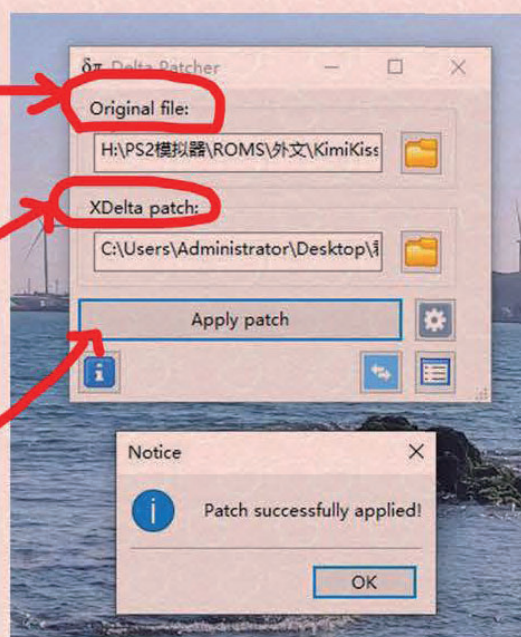 δπ Delta Patcher
Original file:
H:\PS2模拟器\ROMS\外文\KimiKiss
XDelta patch:
C:\Users\Administrator\Desktop\
Apply patch
Notice
Patch successfully applied!
OK